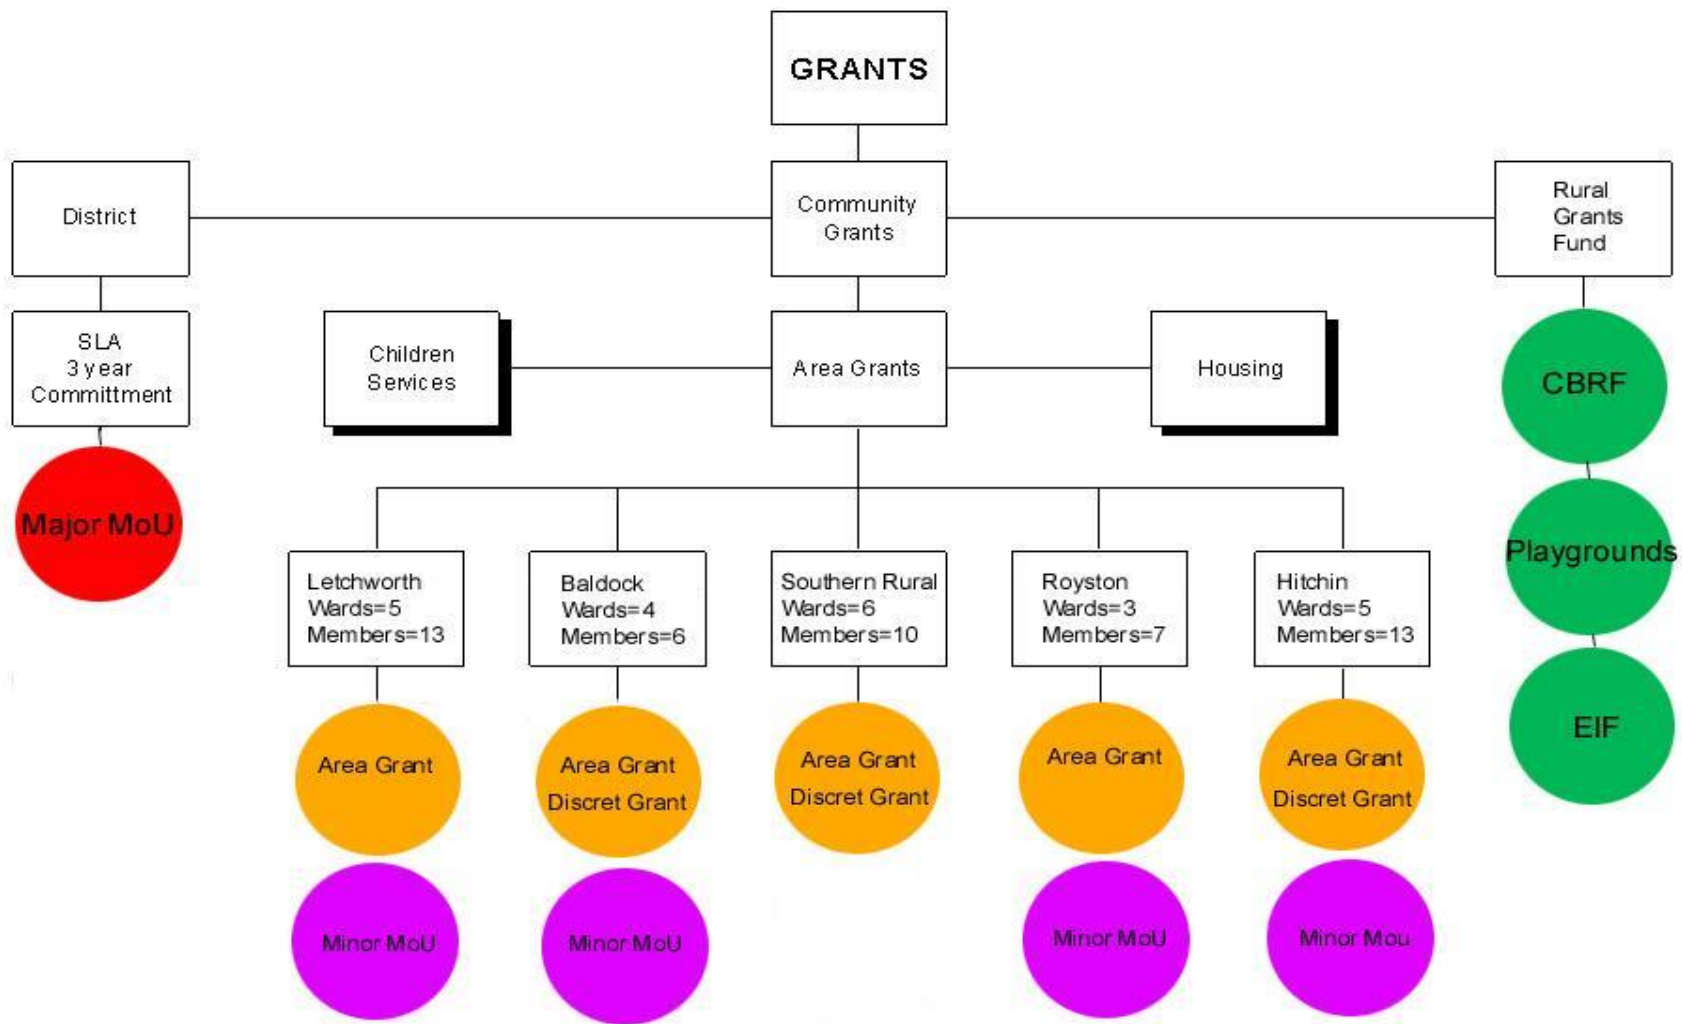 GRANTS
District
Community
Grants
Rural
Grants
Fund
SLA
3 year
Committment
Children
Services
Area Grants
Housing
CBRF
Major MoU
Playgrounds
Letchworth
Wards=5
Members=13
Baldock
Wards=4
Members=6
Southern Rural
Wards=6
Members=10
Royston
Wards=3
Members=7
Hitchin
Wards=5
Members=13
EIF
Area Grant
Area Grant
Discret Grant
Area Grant
Discret Grant
Area Grant
Area Grant
Discret Grant
Minor MoU
Minor MoU
Minor MoU
Minor Mou